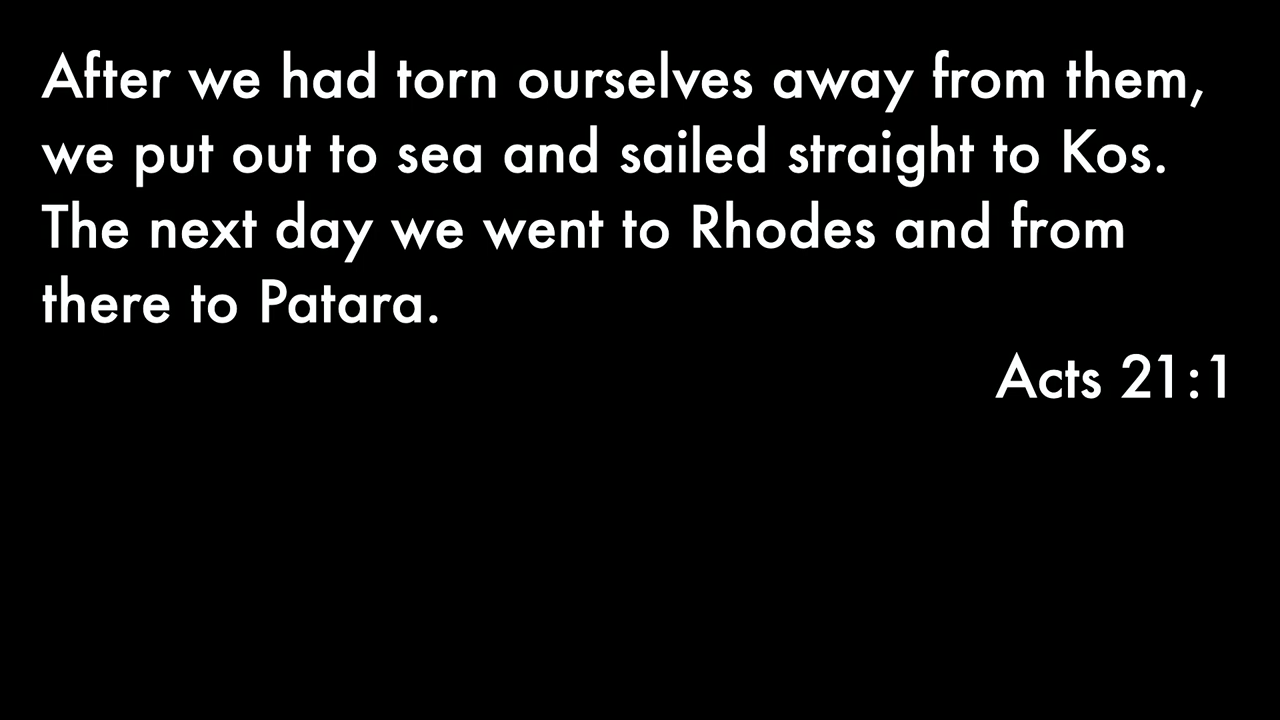 After we had torn ourselves away from them,
we put out to sea and sailed straight to Kos.
The next day we went to Rhodes and from
there to Patara.
Acts 21:1